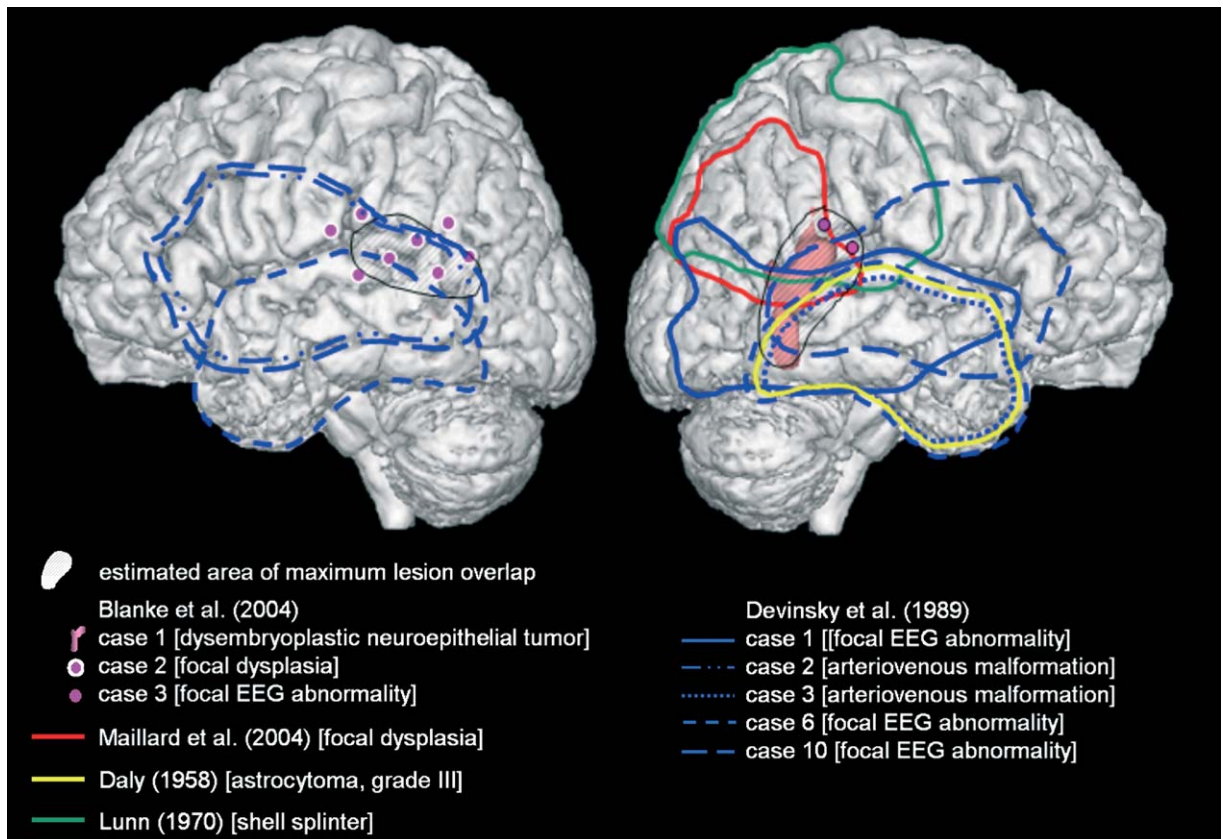 estimated area of maximum lesion overlap
Blanke et al. (2004)
case 1 [dysembryoplastic neuroepithelial tumor]
case 2 [focal dysplasia]
case 3 [focal EEG abnormality]
Maillard et al. (2004) [focal dysplasia]
Daly (1958) [astrocytoma, grade III]
Lunn (1970) [shell splinter]
Devinsky et al. (1989)
case 1 [[focal EEG abnormality]
case 2 [arteriovenous malformation]
case 3 [arteriovenous malformation]
case 6 [focal EEG abnormality]
case 10 [focal EEG abnormality]